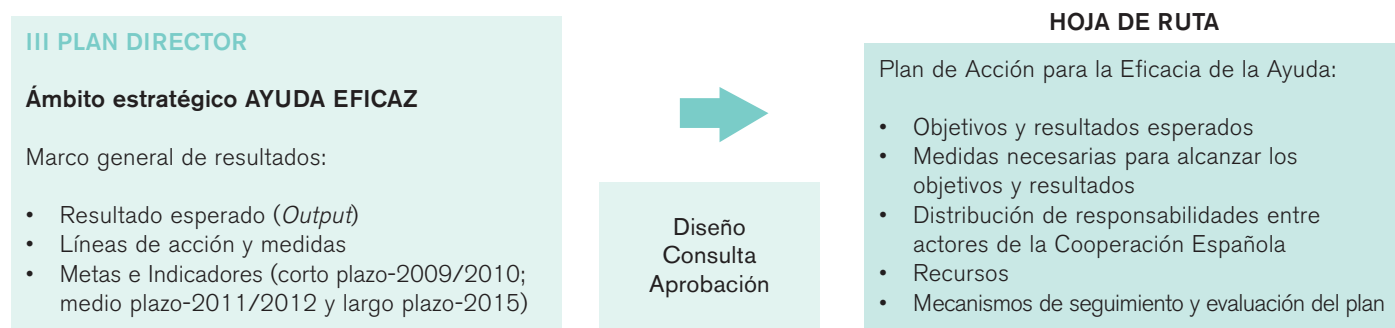 III PLAN DIRECTOR
Ámbito estratégico AYUDA EFICAZ
Marco general de resultados:
• Resultado esperado (Output)
• Líneas de acción y medidas
• Metas e Indicadores (corto plazo-2009/2010;
medio plazo-2011/2012 y largo plazo-2015)
Diseño
Consulta
Aprobación
HOJA DE RUTA
Plan de Acción para la Eficacia de la Ayuda:
• Objetivos y resultados esperados
• Medidas necesarias para alcanzar los
objetivos y resultados
• Distribución de responsabilidades entre
actores de la Cooperación Española
• Recursos
• Mecanismos de seguimiento y evaluación del plan